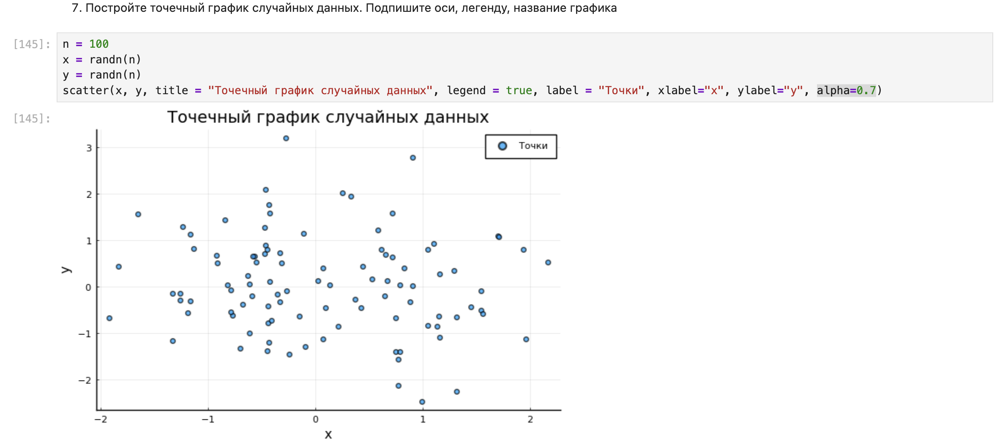 7. Постройте точечный график случайных данных. Подпишите оси, легенду, название графика
[145]:
n = 100
x = randn(n)
y = randn(n)
scatter(x, y, title = "Точечный график случайных данных", legend = true, label = "Точки", xlabel="x", ylabel="y", alpha=0.7)
[145]:
Точечный график случайных данных
Точки
3
2
1
0
−1
−2
y
−2 −1 0 1 2
x